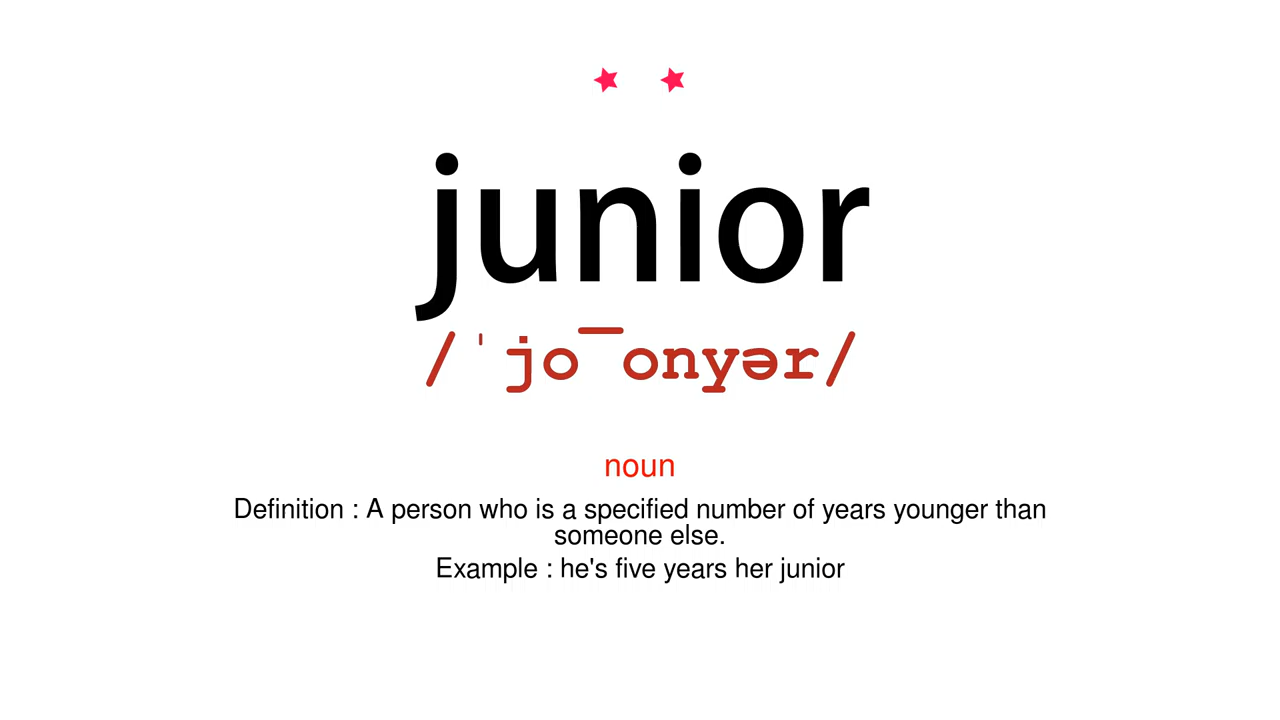 junior
/ˈjo͞onyər/
noun
Definition : A person who is a specified number of years younger than
someone else.
Example : he's five years her junior